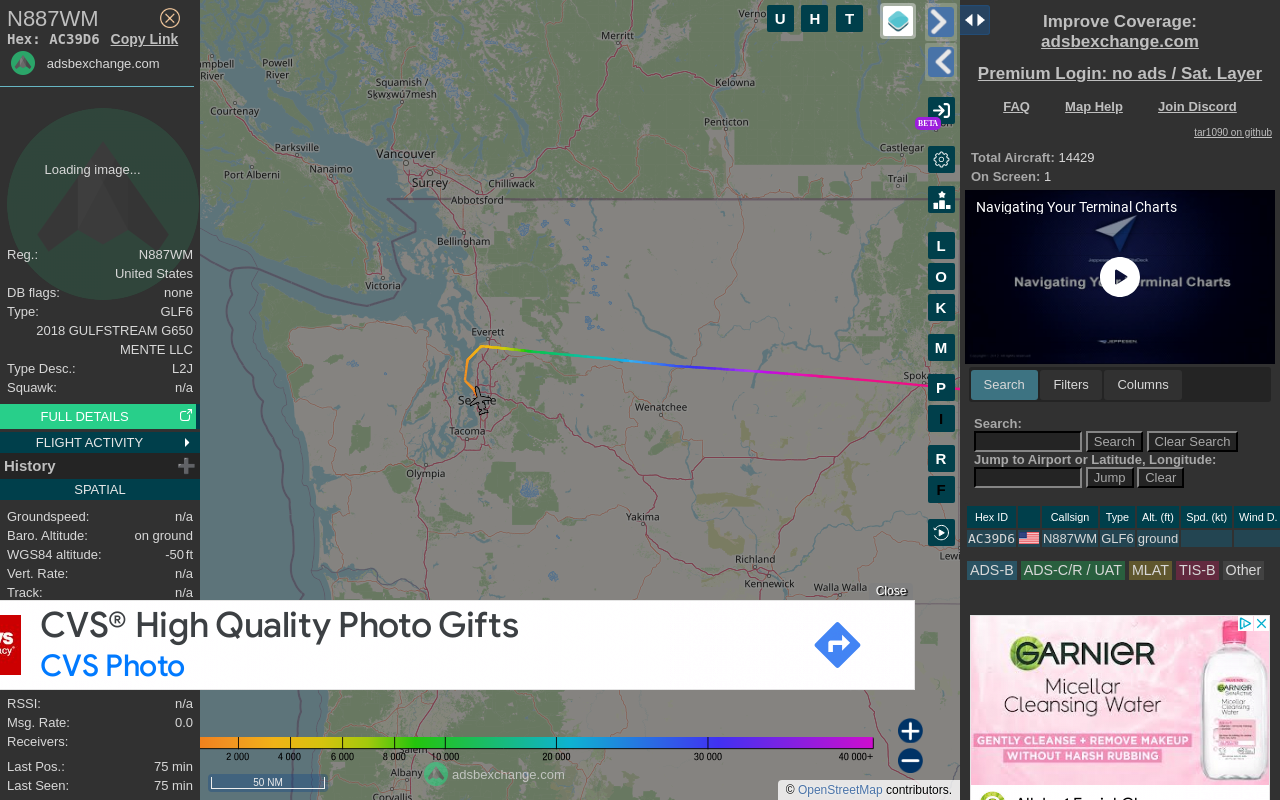 N887WM
Hex: AC39D6 Copy Link
adsbexchange.com
Loading image...
Reg.: N887WM
United States
DB flags: none
Type: GLF6
2018 GULFSTREAM G650
MENTE LLC
Type Desc.: L2J
Squawk: n/a
FULL DETAILS
FLIGHT ACTIVITY
History
SPATIAL
Groundspeed: n/a
Baro. Altitude: on ground
WGS84 altitude: -50 ft
Vert. Rate: n/a
Track: n/a
RSSI: n/a
Msg. Rate: 0.0
Receivers:
Last Pos.: 75 min
Last Seen: 75 min
U H T
Merritt
Powell
River
River
Squamish /
Sḵwx̱wú7mesh
Kelowna
Courtenay
Penticton
Parksville
Vancouver
Castlegar
Nanaimo
Port Alberni
Surrey
Chilliwack
Trail
Abbotsford
Bellingham
Victoria
Everett
Wenatchee
Tacoma
Olympia
Yakima
Richland
Kennewick
Walla Walla
Albany
Corvallis
BETA
L
O
K
M
P
I
R
F
Close
CVS® High Quality Photo Gifts
CVS Photo
2 000 4 000 6 000 8 000 10 000 20 000 30 000 40 000+
adsbexchange.com
50 NM
© OpenStreetMap contributors.
Improve Coverage:
adsbexchange.com
Premium Login: no ads / Sat. Layer
FAQ Map Help Join Discord
tar1090 on github
Total Aircraft: 14429
On Screen: 1
Navigating Your Terminal Charts
JEPPESEN
Search Filters Columns
Search:
Search Clear Search
Jump to Airport or Latitude, Longitude:
Jump Clear
Hex ID Callsign Type Alt. (ft) Spd. (kt) Wind D.
AC39D6 N887WM GLF6 ground
ADS-B ADS-C/R / UAT MLAT TIS-B Other
GARNIER
Micellar
Cleansing Water
GENTLY CLEANSE + REMOVE MAKEUP
WITHOUT HARSH RUBBING